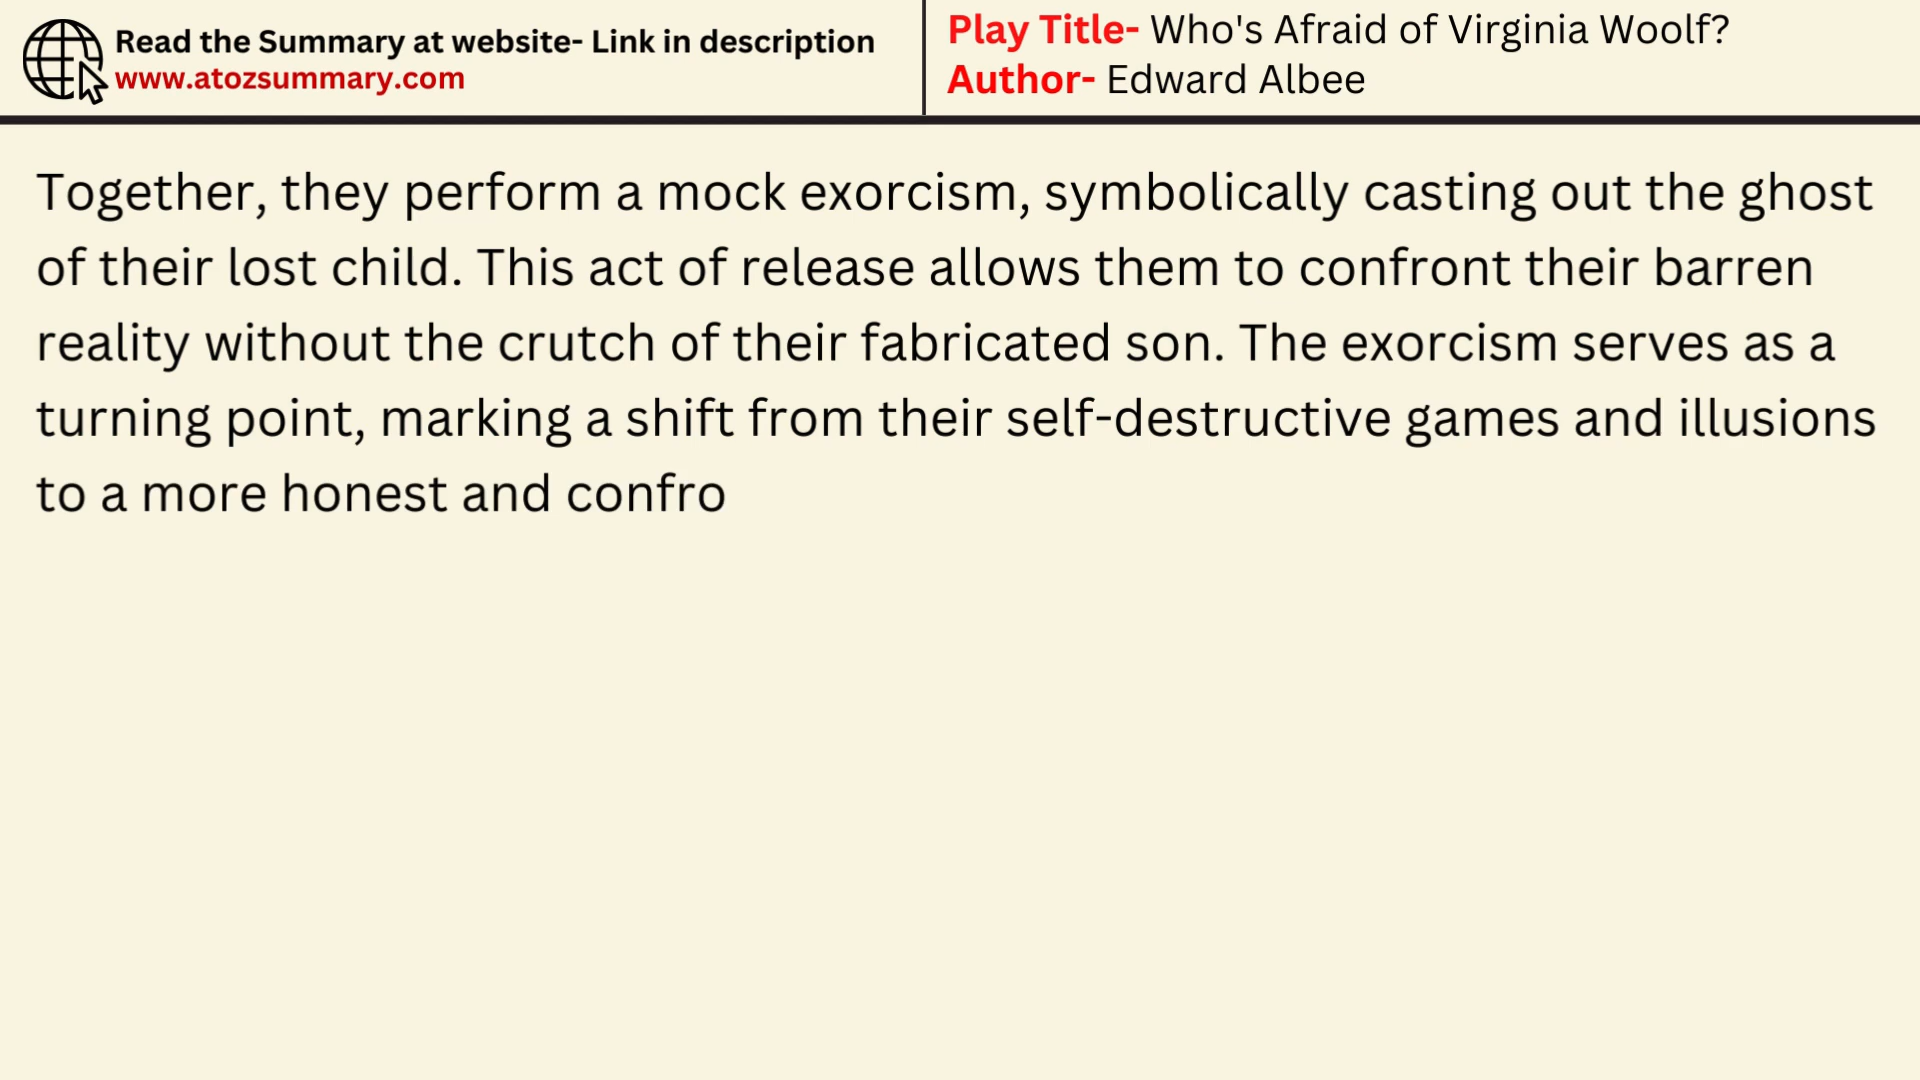 Read the Summary at website- Link in description
www.atozsummary.com
Play Title- Who's Afraid of Virginia Woolf?
Author- Edward Albee
Together, they perform a mock exorcism, symbolically casting out the ghost
of their lost child. This act of release allows them to confront their barren
reality without the crutch of their fabricated son. The exorcism serves as a
turning point, marking a shift from their self-destructive games and illusions
to a more honest and confro